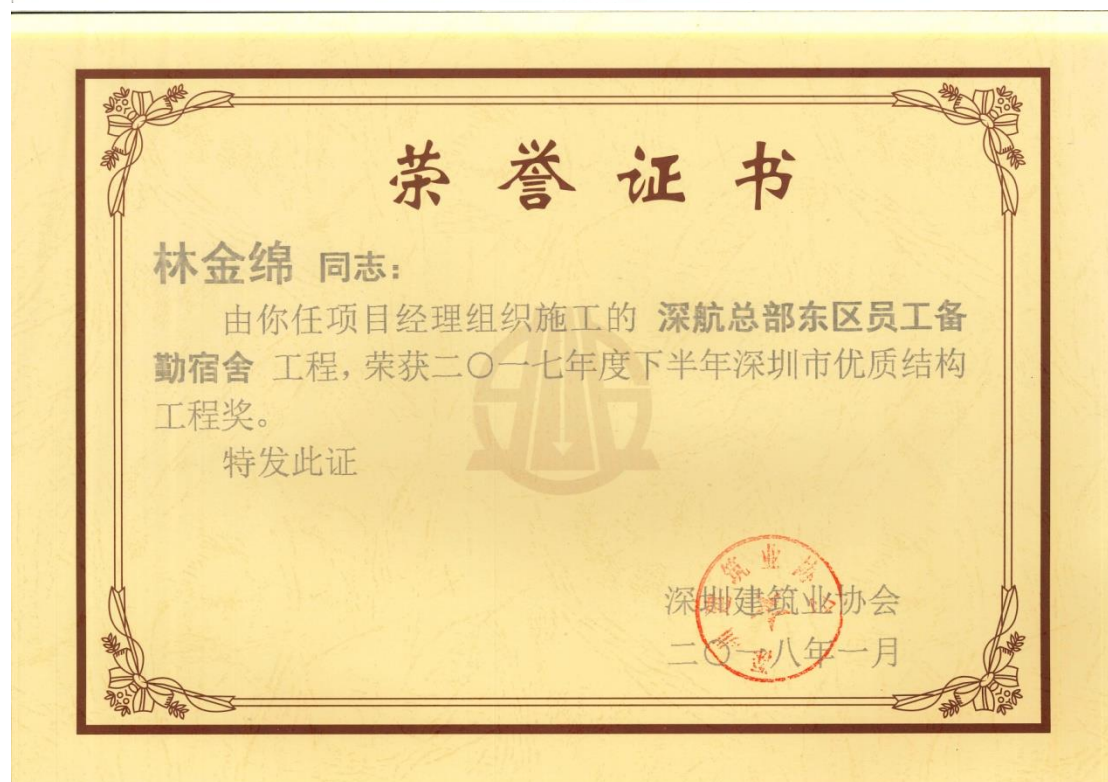 荣誉证书
林金绵 同志：
由你任项目经理组织施工的 深航总部东区员工备
勤宿舍 工程，荣获二〇一七年度下半年深圳市优质结构
工程奖。
特发此证
深圳建筑业协会
二〇一八年一月